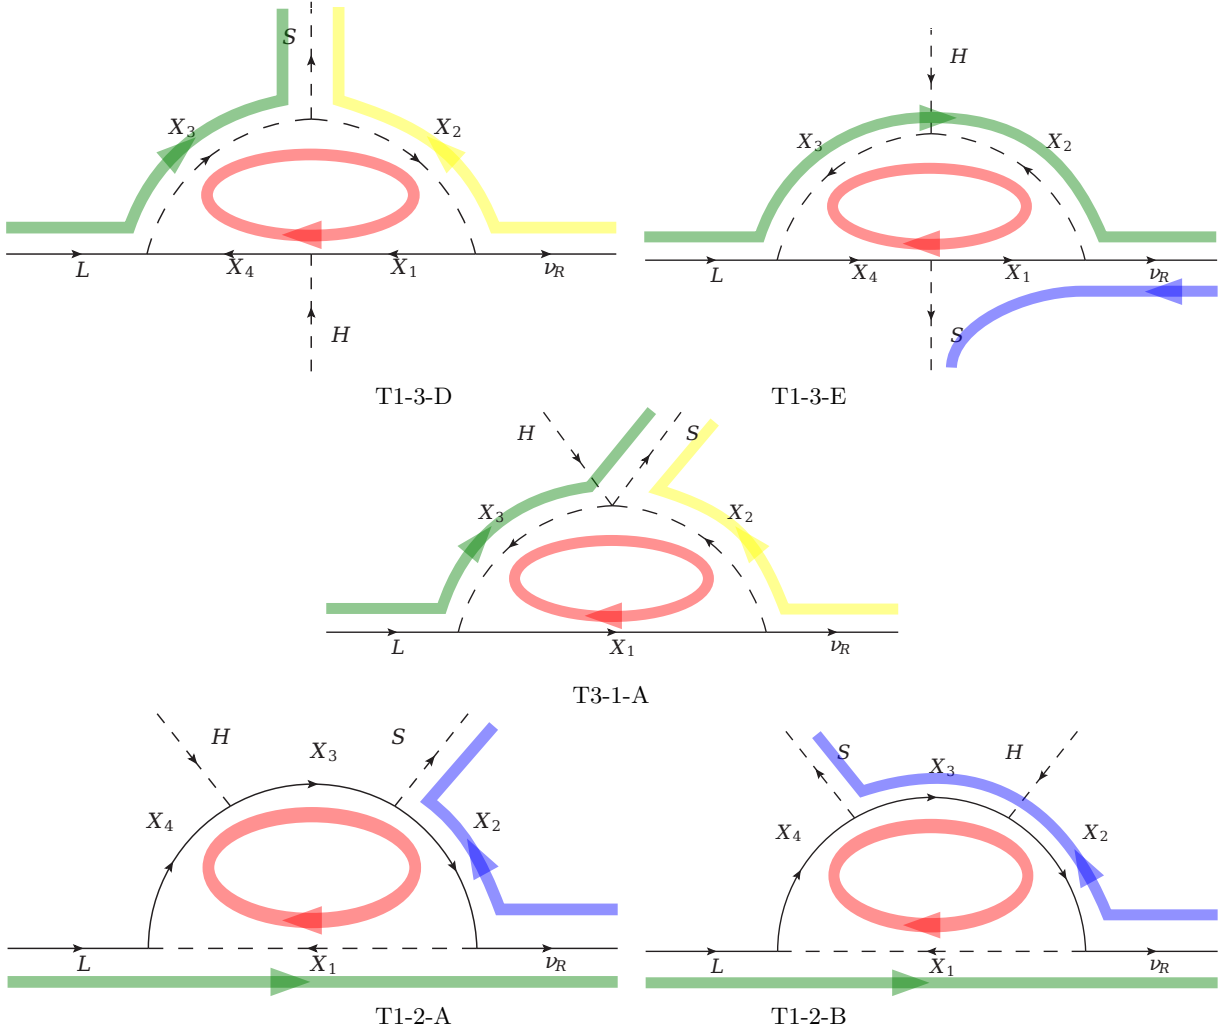 S
X3
X2
L
X4
X1
νR
H
T1-3-D
H
X3
X2
L
X4
X1
νR
S
T1-3-E
H
S
X3
X2
L
X1
νR
T3-1-A
H
X3
S
X4
X2
L
X1
νR
T1-2-A
S
X3
H
X4
X2
L
X1
νR
T1-2-B